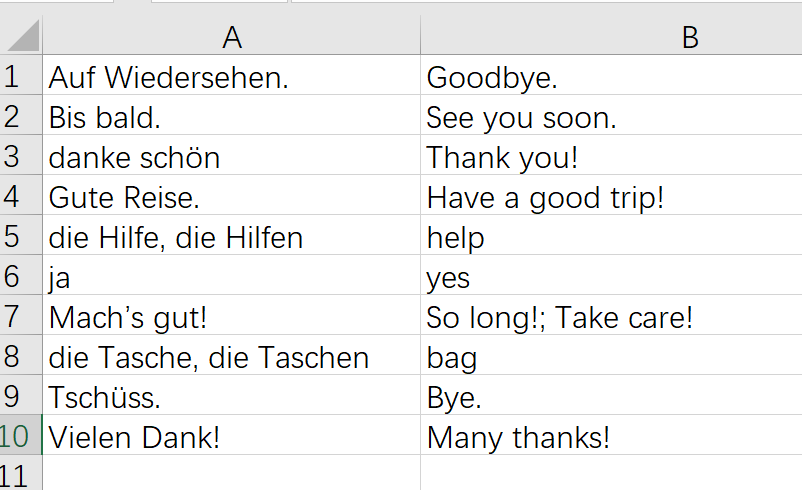 A B
1 Auf Wiedersehen. Goodbye.
2 Bis bald. See you soon.
3 danke schön Thank you!
4 Gute Reise. Have a good trip!
5 die Hilfe, die Hilfen help
6 ja yes
7 Mach’s gut! So long!; Take care!
8 die Tasche, die Taschen bag
9 Tschüss. Bye.
10 Vielen Dank! Many thanks!
11